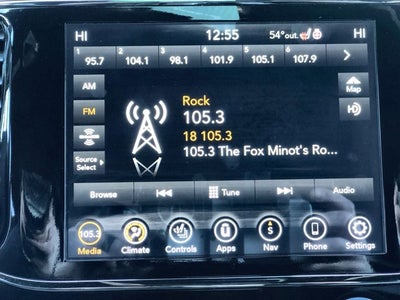 HI 12:55 54°out. HI
1 2 3 4 5 6
95.7 104.1 98.1 101.9 105.1 107.9
AM
Map
Rock
FM
105.3
HD
18 105.3
105.3 The Fox Minot's Ro...
Source
Select
Browse Tune Audio
105.3 S
Media Climate Controls Apps Nav Phone Settings